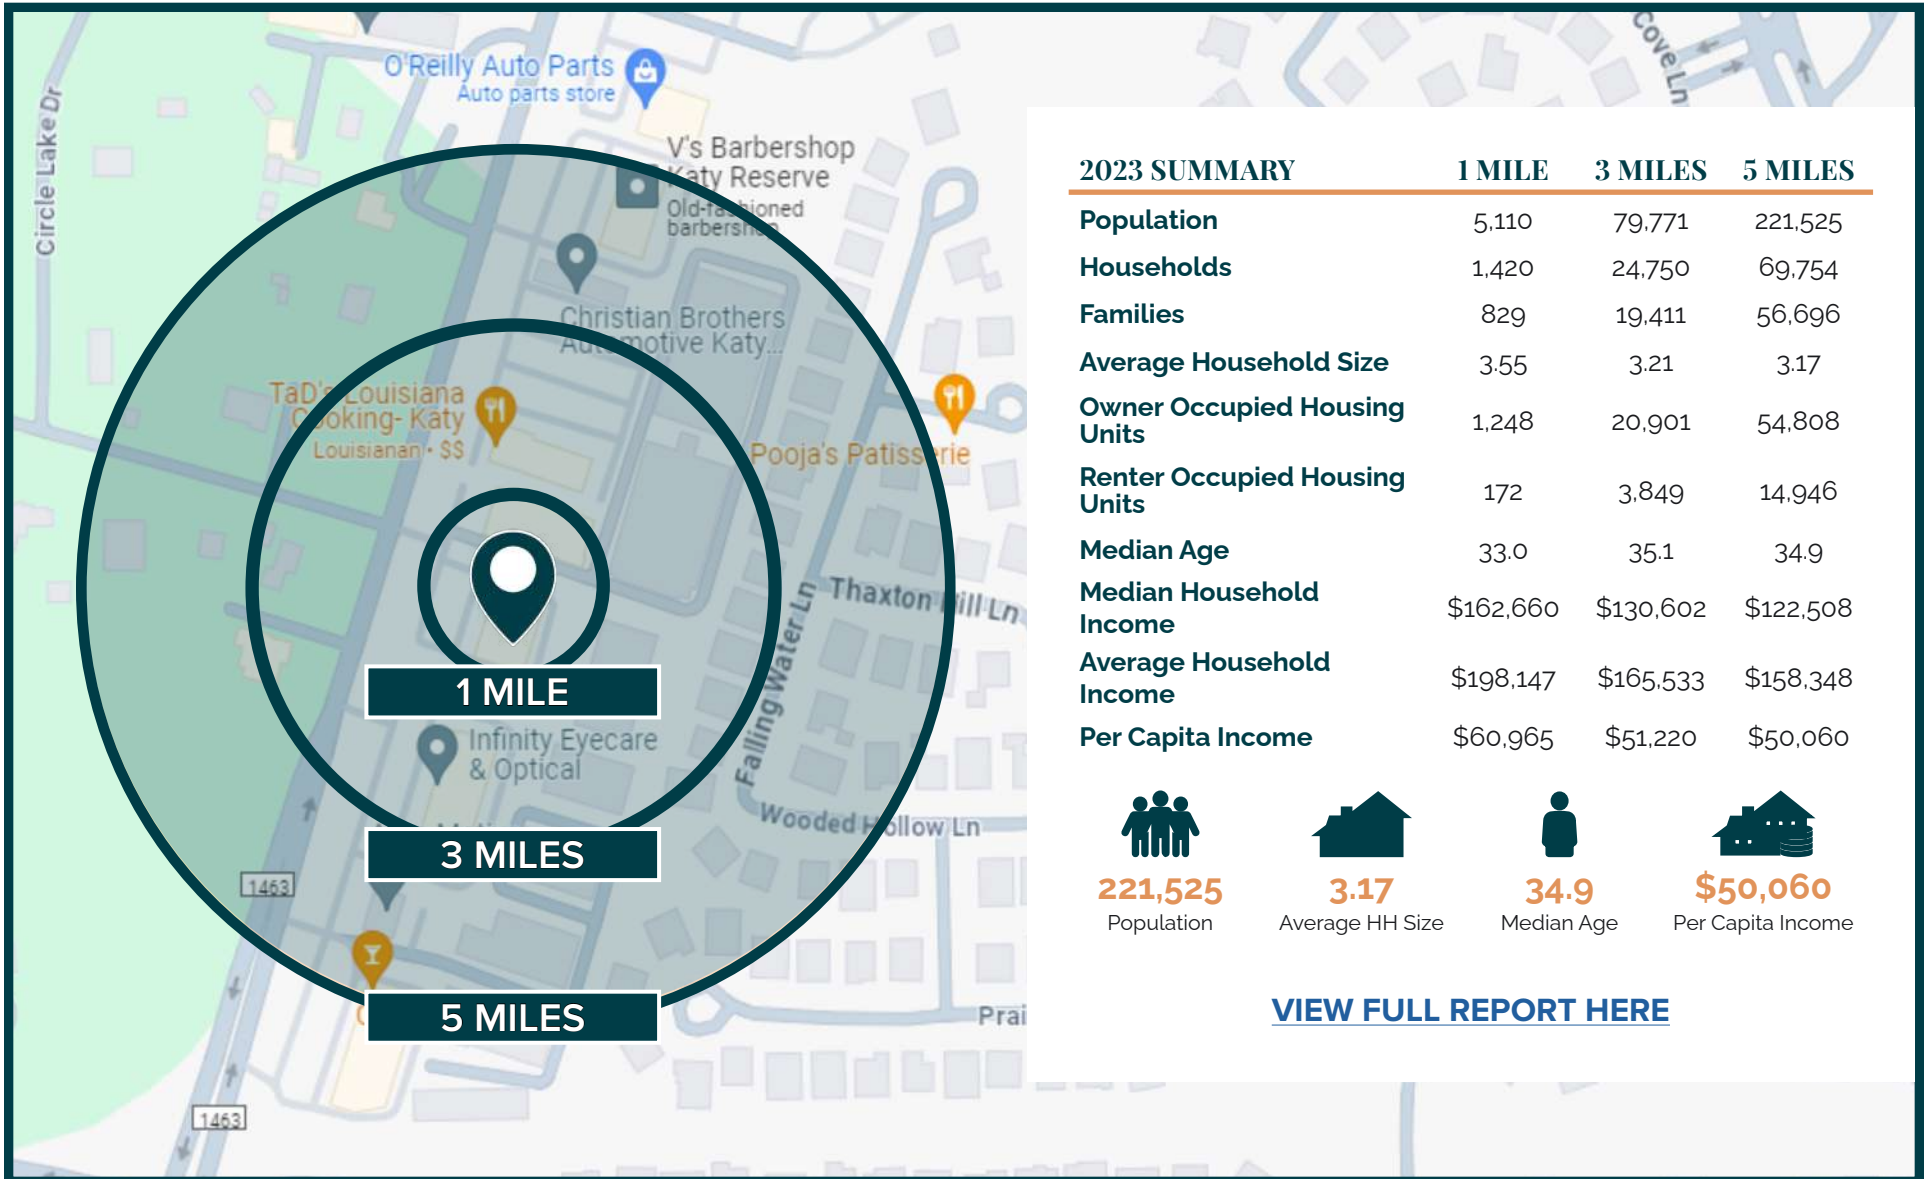 Cove Ln
Circle Lake Dr
O'Reilly Auto Parts
Auto parts store
V's Barbershop
Katy Reserve
Old-fashioned
barbershop
Christian Brothers
Automotive Katy...
TaD's Louisiana
Cooking- Katy
Louisianan · $$
Pooja's Patisserie
Thaxton Hill Ln
Falling Water Ln
1 MILE
Infinity Eyecare
& Optical
Wooded Hollow Ln
3 MILES
1463
5 MILES
Prai
1463
2023 SUMMARY 1 MILE 3 MILES 5 MILES
Population 5,110 79,771 221,525
Households 1,420 24,750 69,754
Families 829 19,411 56,696
Average Household Size 3.55 3.21 3.17
Owner Occupied Housing
Units 1,248 20,901 54,808
Renter Occupied Housing
Units 172 3,849 14,946
Median Age 33.0 35.1 34.9
Median Household
Income $162,660 $130,602 $122,508
Average Household
Income $198,147 $165,533 $158,348
Per Capita Income $60,965 $51,220 $50,060
221,525 3.17 34.9 $50,060
Population Average HH Size Median Age Per Capita Income
VIEW FULL REPORT HERE